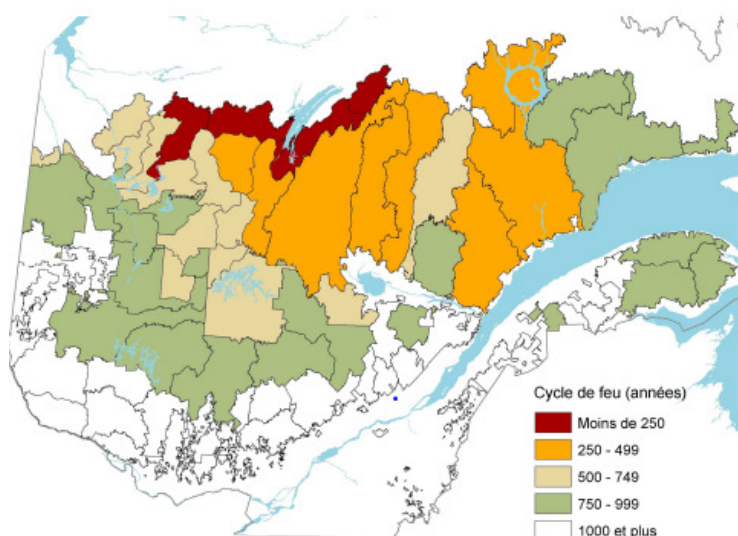 Cycle de feu (années)
Moins de 250
250 - 499
500 - 749
750 - 999
1000 et plus